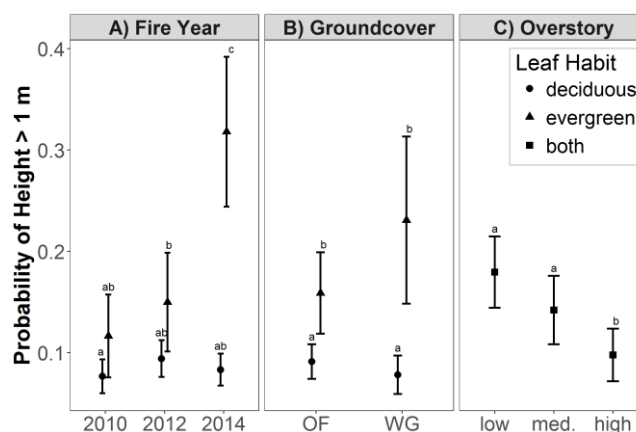 A) Fire Year
B) Groundcover
C) Overstory
Probability of Height > 1 m
0.4
0.3
0.2
0.1
ab
a
b
ab
c
ab
b
a
b
a
Leaf Habit
deciduous
evergreen
both
a
a
b
2010 2012 2014
OF WG
low med. high